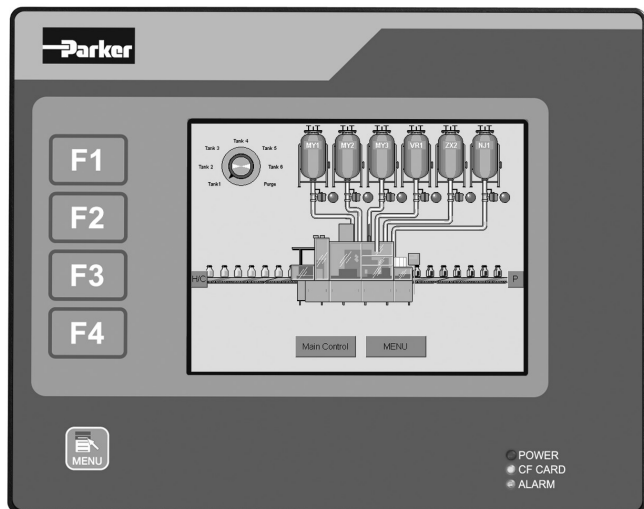 Parker
F1
F2
F3
F4
Tank 4
Tank 3
Tank 5
Tank 2
Tank 6
Tank1
Purge
MY1
MY2
MY3
VR1
ZX2
NJ1
H/C
P
Main Control
MENU
MENU
POWER
CF CARD
ALARM